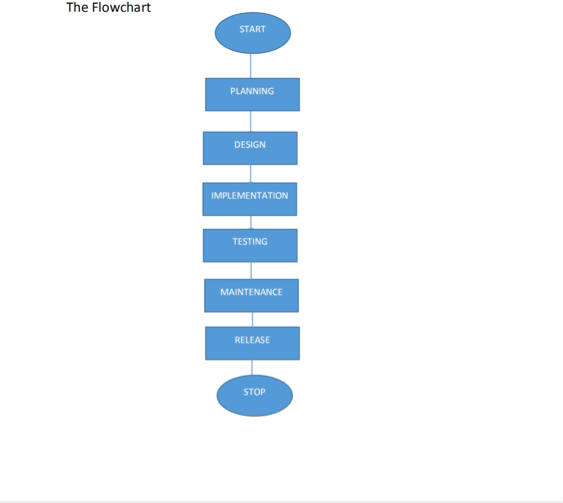 The Flowchart
START
PLANNING
DESIGN
IMPLEMENTATION
TESTING
MAINTENANCE
RELEASE
STOP